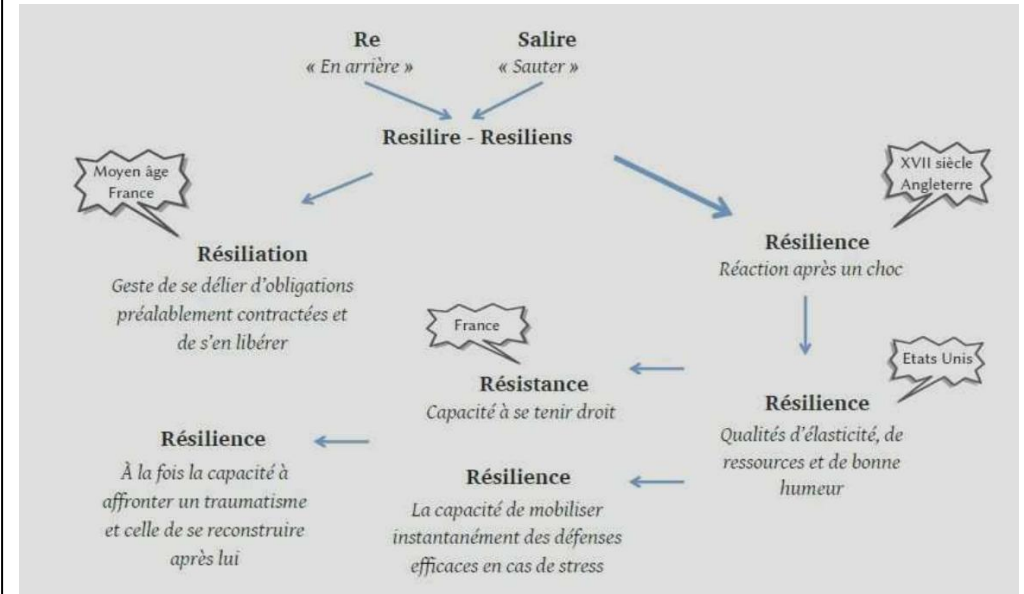 Re
« En arrière »
Salire
« Sauter »
Resilire - Resiliens
Moyen âge
France
XVII siècle
Angleterre
Résiliation
Geste de se délier d'obligations
préalablement contractées et
de s'en libérer
Résilience
Réaction après un choc
France
Etats Unis
Résistance
Capacité à se tenir droit
Résilience
Qualités d'élasticité, de
ressources et de bonne
humeur
Résilience
À la fois la capacité à
affronter un traumatisme
et celle de se reconstruire
après lui
Résilience
La capacité de mobiliser
instantanément des défenses
efficaces en cas de stress